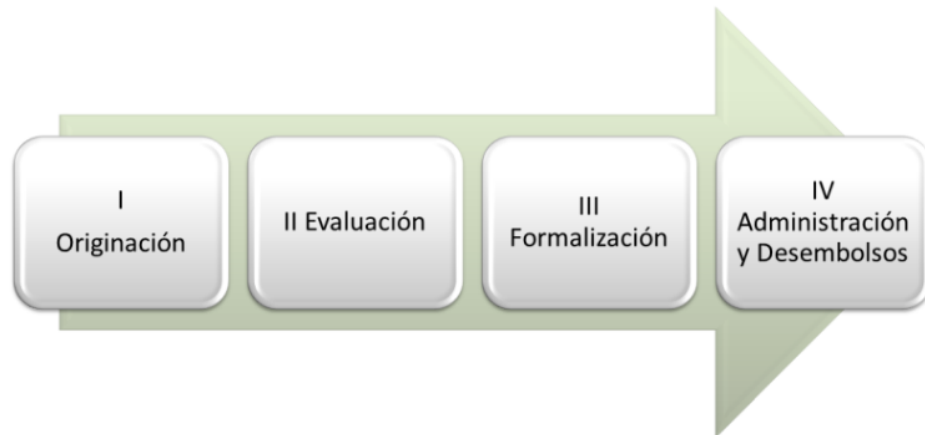 I
Originación
II Evaluación
III
Formalización
IV
Administración
y Desembolsos